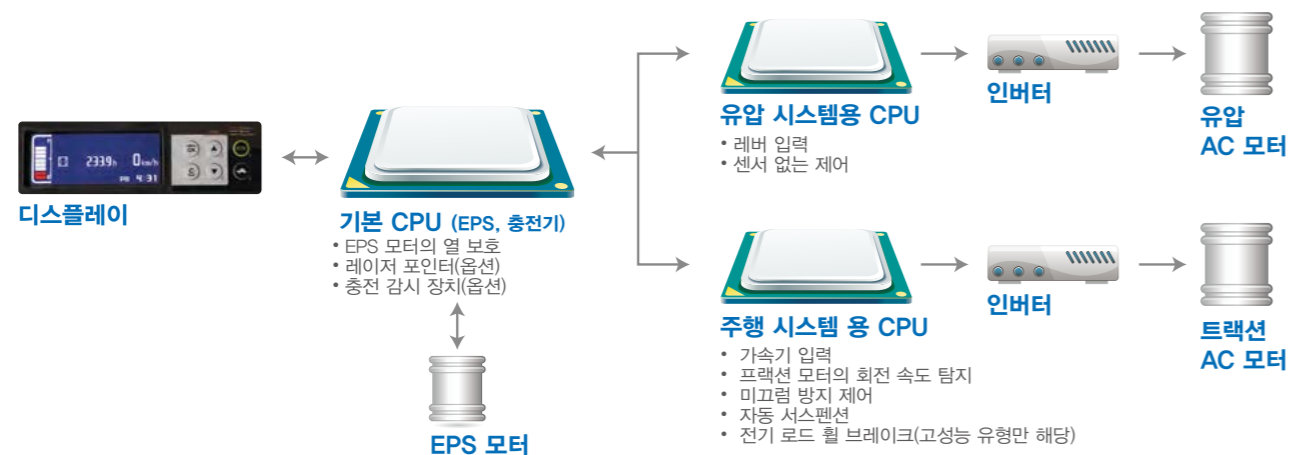 2339h 0km/h
PM 4:31
디스플레이
기본 CPU (EPS, 충전기)
• EPS 모터의 열 보호
• 레이저 포인터(옵션)
• 충전 감시 장치(옵션)
EPS 모터
유압 시스템용 CPU
• 레버 입력
• 센서 없는 제어
인버터
유압
AC 모터
주행 시스템 용 CPU
• 가속기 입력
• 프랙션 모터의 회전 속도 탐지
• 미끄럼 방지 제어
• 자동 서스펜션
• 전기 로드 휠 브레이크(고성능 유형만 해당)
인버터
트랙션
AC 모터